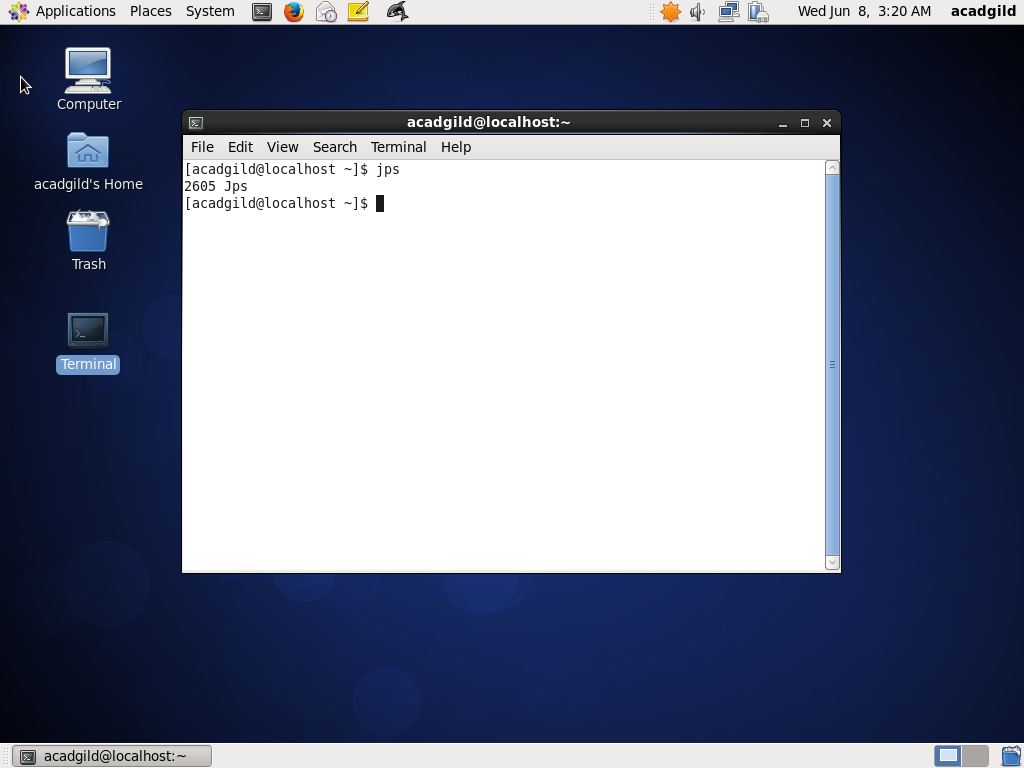 Applications Places System Wed Jun 8, 3:20 AM acadgild
Computer
acadgild's Home
Trash
Terminal
acadgild@localhost:~
File Edit View Search Terminal Help
[acadgild@localhost ~]$ jps
2605 Jps
[acadgild@localhost ~]$
acadgild@localhost:~